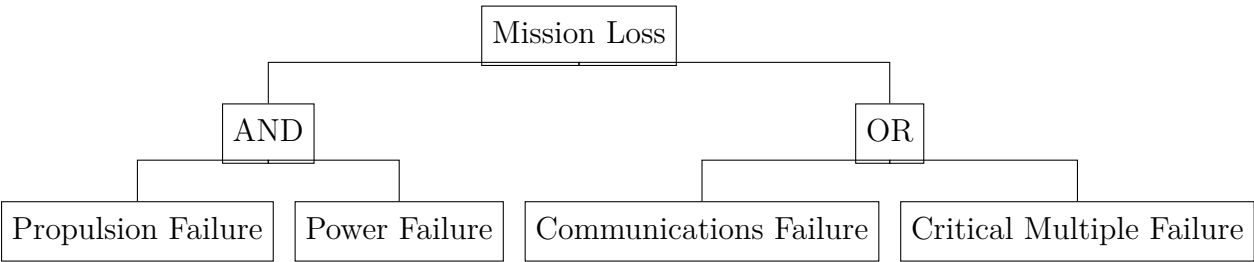 Mission Loss
AND
OR
Propulsion Failure
Power Failure
Communications Failure
Critical Multiple Failure